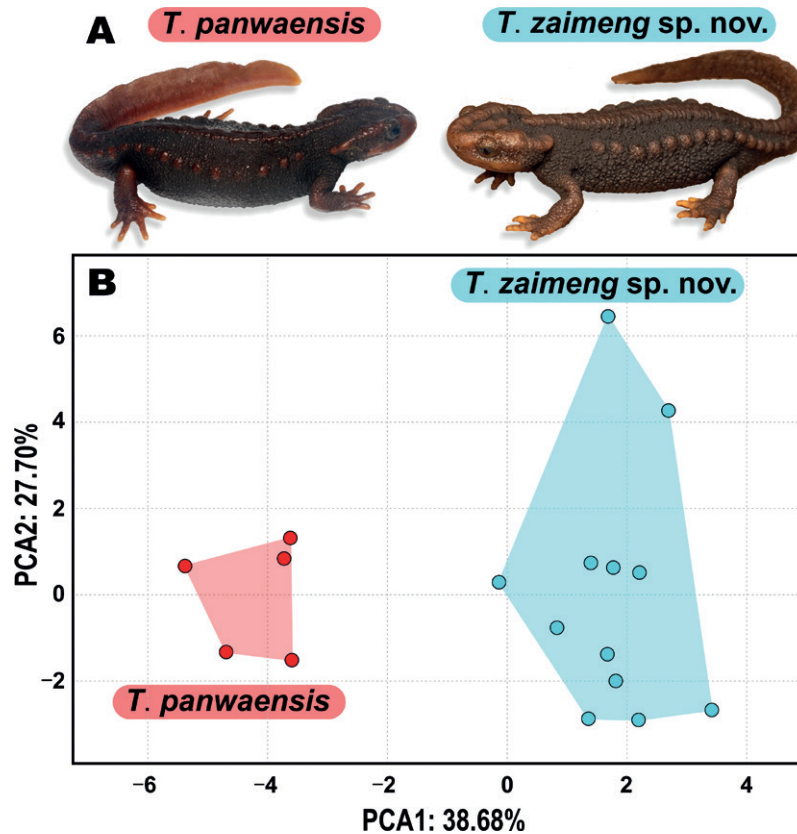 A
T. panwaensis
T. zaimeng sp. nov.
B
T. zaimeng sp. nov.
6
4
2
0
−2
PCA2: 27.70%
T. panwaensis
−6
−4
−2
0
2
4
PCA1: 38.68%